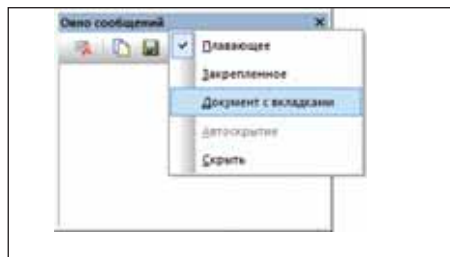 Окно сообщений
Плавающее
Закрепленное
Документ с вкладками
Автоскрытие
Скрыть